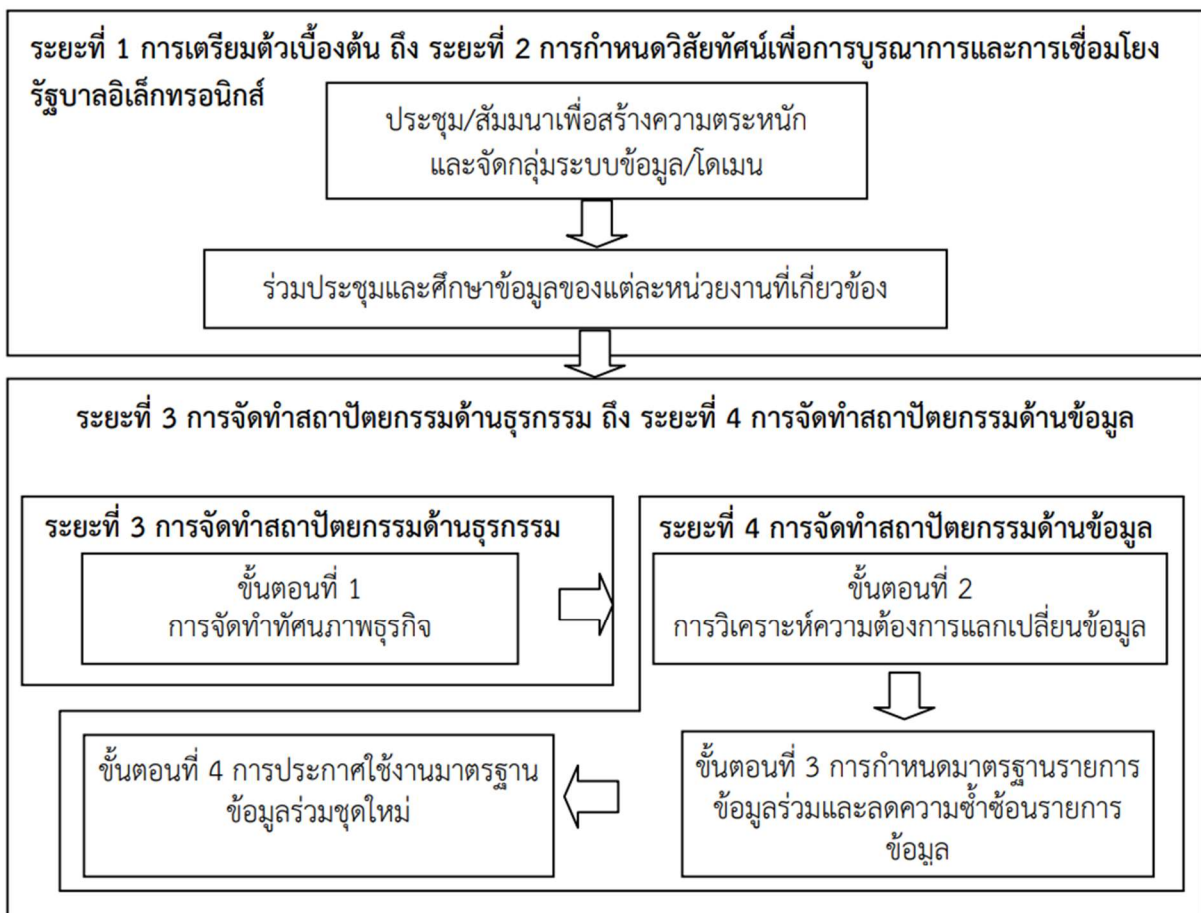 ระยะที่ 1 การเตรียมตัวเบื้องต้น ถึง ระยะที่ 2 การกำหนดวิสัยทัศน์เพื่อการบูรณาการและการเชื่อมโยง
รัฐบาลอิเล็กทรอนิกส์
ประชุม/สัมมนาเพื่อสร้างความตระหนัก
และจัดกลุ่มระบบข้อมูล/โดเมน
ร่วมประชุมและศึกษาข้อมูลของแต่ละหน่วยงานที่เกี่ยวข้อง
ระยะที่ 3 การจัดทำสถาปัตยกรรมด้านธุรกรรม ถึง ระยะที่ 4 การจัดทำสถาปัตยกรรมด้านข้อมูล
ระยะที่ 3 การจัดทำสถาปัตยกรรมด้านธุรกรรม
ขั้นตอนที่ 1
การจัดทำทัศนภาพธุรกิจ
ระยะที่ 4 การจัดทำสถาปัตยกรรมด้านข้อมูล
ขั้นตอนที่ 2
การวิเคราะห์ความต้องการแลกเปลี่ยนข้อมูล
ขั้นตอนที่ 3 การกำหนดมาตรฐานรายการ
ข้อมูลร่วมและลดความซ้ำซ้อนรายการ
ข้อมูล
ขั้นตอนที่ 4 การประกาศใช้งานมาตรฐาน
ข้อมูลร่วมชุดใหม่